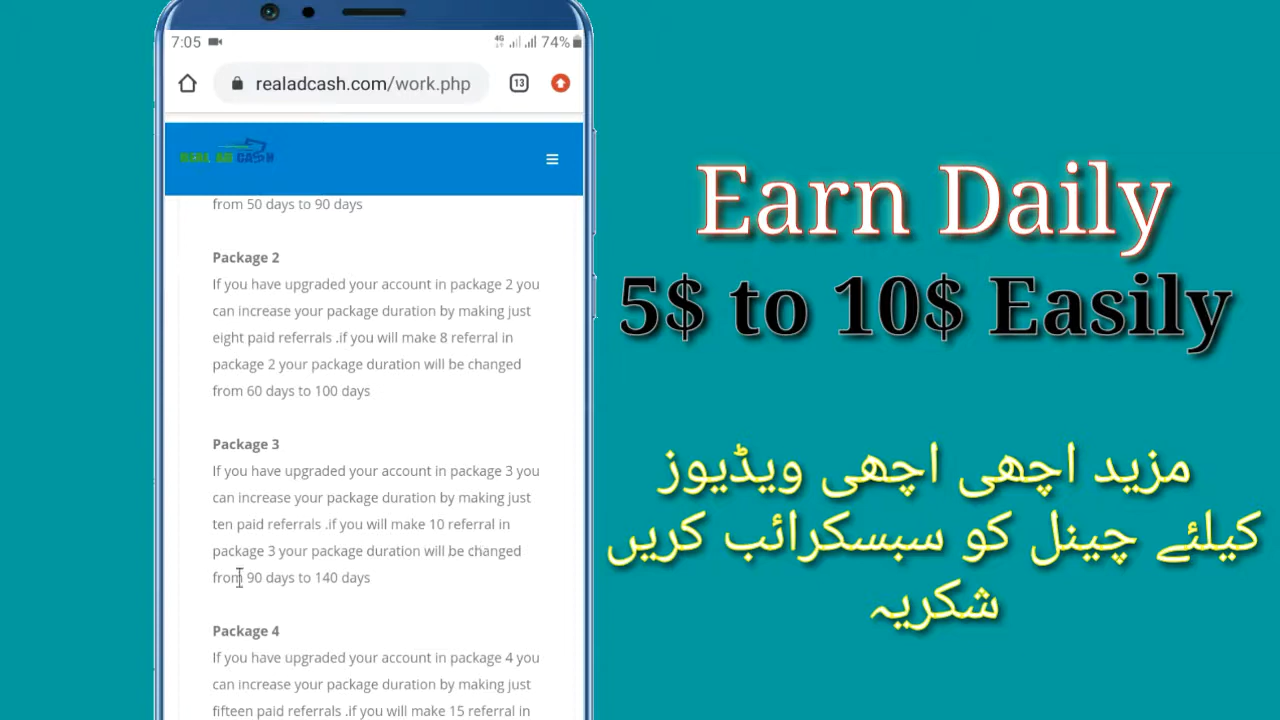 7:05
4G
74%
realadcash.com/work.php
13
REAL AD CASH
from 50 days to 90 days
Package 2
If you have upgraded your account in package 2 you
can increase your package duration by making just
eight paid referrals .if you will make 8 referral in
package 2 your package duration will be changed
from 60 days to 100 days
Package 3
If you have upgraded your account in package 3 you
can increase your package duration by making just
ten paid referrals .if you will make 10 referral in
package 3 your package duration will be changed
from 90 days to 140 days
Package 4
If you have upgraded your account in package 4 you
can increase your package duration by making just
fifteen paid referrals .if you will make 15 referral in
Earn Daily
5$ to 10$ Easily
مزید اچھی اچھی ویڈیوز
کیلئے چینل کو سبسکرائب کریں
شکریہ